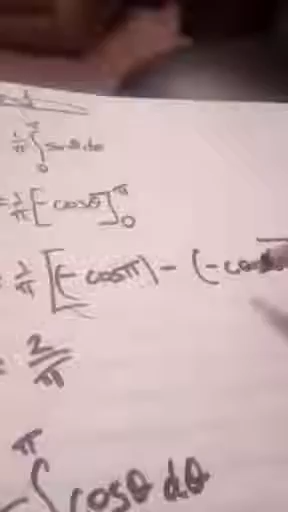 1/π ∫₀^π sinθ dθ
= 1/π [-cosθ]₀^π
= 1/π [(-cosπ) - (-cos
= 2/π
∫^π cosθ dθ